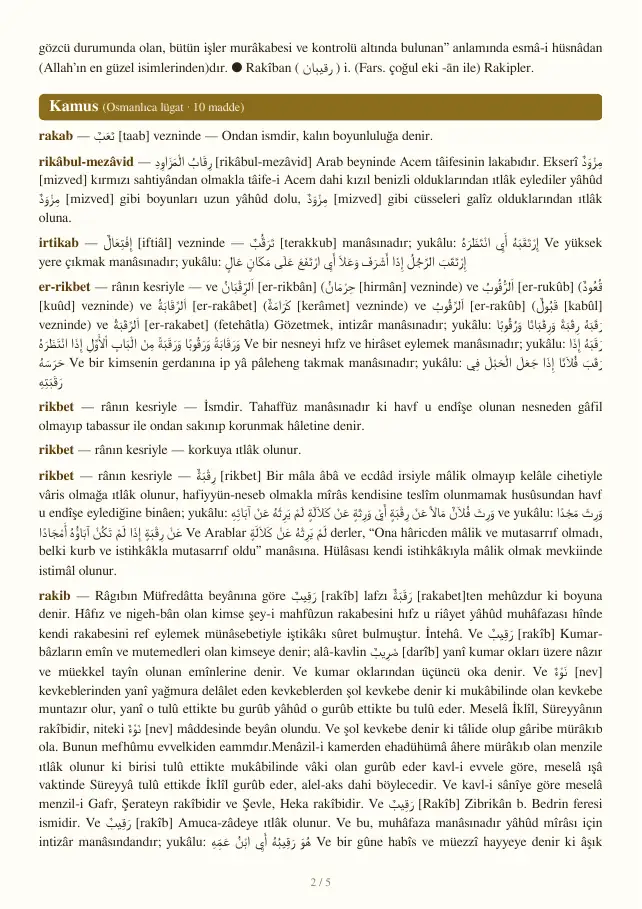 gözcü durumunda olan, bütün işler murâkabesi ve kontrolü altında bulunan” anlamında esmâ-i hüsnâdan
(Allah’ın en güzel isimlerinden)dır. ● Rakîban ( رقیبان ) i. (Fars. çoğul eki -ān ile) Rakipler.
Kamus (Osmanlıca lügat · 10 madde)
rakab — تَعَبٌ [taab] vezninde — Ondan ismdir, kalın boyunluluğa denir.
rikâbul-mezâvid — رِقَابُ الْمَزَاوِدِ [rikâbul-mezâvid] Arab beyninde Acem tâifesinin lakabıdır. Ekserî مِزْوَدٌ
[mizved] kırmızı sahtiyândan olmakla tâife-i Acem dahi kızıl benizli olduklarından ıtlâk eylediler yâhûd
مِزْوَدٌ [mizved] gibi boyunları uzun yâhûd dolu, مِزْوَدٌ [mizved] gibi cüsseleri galîz olduklarından ıtlâk
oluna.
irtikab — إِفْتِعَالٌ [iftiâl] vezninde — تَرَقُّبٌ [terakkub] manâsınadır; yukâlu: إِرْتَقَبَهُ أَيِ انْتَظَرَهُ Ve yüksek
yere çıkmak manâsınadır; yukâlu: إِرْتَقَبَ الرَّجُلُ إِذَا أَشْرَفَ وَعَلاَ أَيِ ارْتَفَعَ عَلَى مَكَانٍ عَالٍ
er-rikbet — rânın kesriyle — ve اَلرِّقْبَانُ [er-rikbân] (حِرْمَانٌ [hirmân] vezninde) ve اَلرُّقُوبُ [er-rukûb] (قُعُودٌ
[kuûd] vezninde) ve اَلرَّقَابَةُ [er-rakâbet] (كَرَامَةٌ [kerâmet] vezninde) ve اَلرَّقُوبُ [er-rakûb] (قَبُولٌ [kabûl]
vezninde) ve اَلرَّقَبَةُ [er-rakabet] (fetehâtla) Gözetmek, intizâr manâsınadır; yukâlu: رَقَبَهُ رِقْبَةً وَرِقْبَانًا وَرُقُوبًا
وَرَقَابَةً وَرَقُوبًا وَرَقَبَةً مِنَ الْبَابِ الْأَوَّلِ إِذَا انْتَظَرَهُ Ve bir nesneyi hıfz ve hirâset eylemek manâsınadır; yukâlu: رَقَبَهُ إِذَا
حَرَسَهُ Ve bir kimsenin gerdanına ip yâ pâleheng takmak manâsınadır; yukâlu: رَقَبَ فُلاَنًا إِذَا جَعَلَ الْحَبْلَ فِي
رَقَبَتِهِ
rikbet — rânın kesriyle — İsmdir. Tahaffüz manâsınadır ki havf u endîşe olunan nesneden gâfil
olmayıp tabassur ile ondan sakınıp korunmak hâletine denir.
rikbet — rânın kesriyle — korkuya ıtlâk olunur.
rikbet — rânın kesriyle — رِقْبَةٌ [rikbet] Bir mâla âbâ ve ecdâd irsiyle mâlik olmayıp kelâle cihetiyle
vâris olmağa ıtlâk olunur, hafiyyün-neseb olmakla mîrâs kendisine teslîm olunmamak husûsundan havf
u endîşe eylediğine binâen; yukâlu: وَرِثَ فُلاَنٌ مَالاً عَنْ رِقْبَةٍ أَيْ وَرِثَهُ عَنْ كَلاَلَةٍ لَمْ يَرِثْهُ عَنْ آبَائِهِ ve yukâlu: وَرِثَ مَجْدًا
عَنْ رِقْبَةٍ إِذَا لَمْ تَكُنْ آبَاؤُهُ أَمْجَادًا Ve Arablar لَمْ يَرِثْهُ عَنْ كَلاَلَةٍ derler, “Ona hâricden mâlik ve mutasarrıf olmadı,
belki kurb ve istihkâkla mutasarrıf oldu” manâsına. Hülâsası kendi istihkâkıyla mâlik olmak mevkiinde
istimâl olunur.
rakib — Râgıbın Müfredâtta beyânına göre رَقِيبٌ [rakîb] lafzı رَقَبَةٌ [rakabet]ten mehûzdur ki boyuna
denir. Hâfız ve nigeh-bân olan kimse şey-i mahfûzun rakabesini hıfz u riâyet yâhûd muhâfazası hînde
kendi rakabesini ref eylemek münâsebetiyle iştikâkı sûret bulmuştur. İntehâ. Ve رَقِيبٌ [rakîb] Kumar-
bâzların emîn ve mutemedleri olan kimseye denir; alâ-kavlin ضَرِيبٌ [darîb] yanî kumar okları üzere nâzır
ve müekkel tayîn olunan emînlerine denir. Ve kumar oklarından üçüncü oka denir. Ve نَوْءٌ [nev]
kevkeblerinden yanî yağmura delâlet eden kevkeblerden şol kevkebe denir ki mukâbilinde olan kevkebe
muntazır olur, yanî o tulû ettikte bu gurûb yâhûd o gurûb ettikte bu tulû eder. Meselâ İklîl, Süreyyânın
rakîbidir, niteki نَوْءٌ [nev] mâddesinde beyân olundu. Ve şol kevkebe denir ki tâlide olup gâribe mürâkıb
ola. Bunun mefhûmu evvelkiden eammdır.Menâzil-i kamerden ehadühümâ âhere mürâkıb olan menzile
ıtlâk olunur ki birisi tulû ettikte mukâbilinde vâki olan gurûb eder kavl-i evvele göre, meselâ ışâ
vaktinde Süreyyâ tulû ettikde İklîl gurûb eder, alel-aks dahi böylecedir. Ve kavl-i sânîye göre meselâ
menzil-i Gafr, Şerateyn rakîbidir ve Şevle, Heka rakîbidir. Ve رَقِيبٌ [Rakîb] Zibrikân b. Bedrin feresi
ismidir. Ve رَقِيبٌ [rakîb] Amuca-zâdeye ıtlâk olunur. Ve bu, muhâfaza manâsınadır yâhûd mîrâsı için
intizâr manâsındandır; yukâlu: هُوَ رَقِيبُهُ أَيِ ابْنُ عَمِّهِ Ve bir gûne habîs ve müezzî hayyeye denir ki âşık
2 / 5